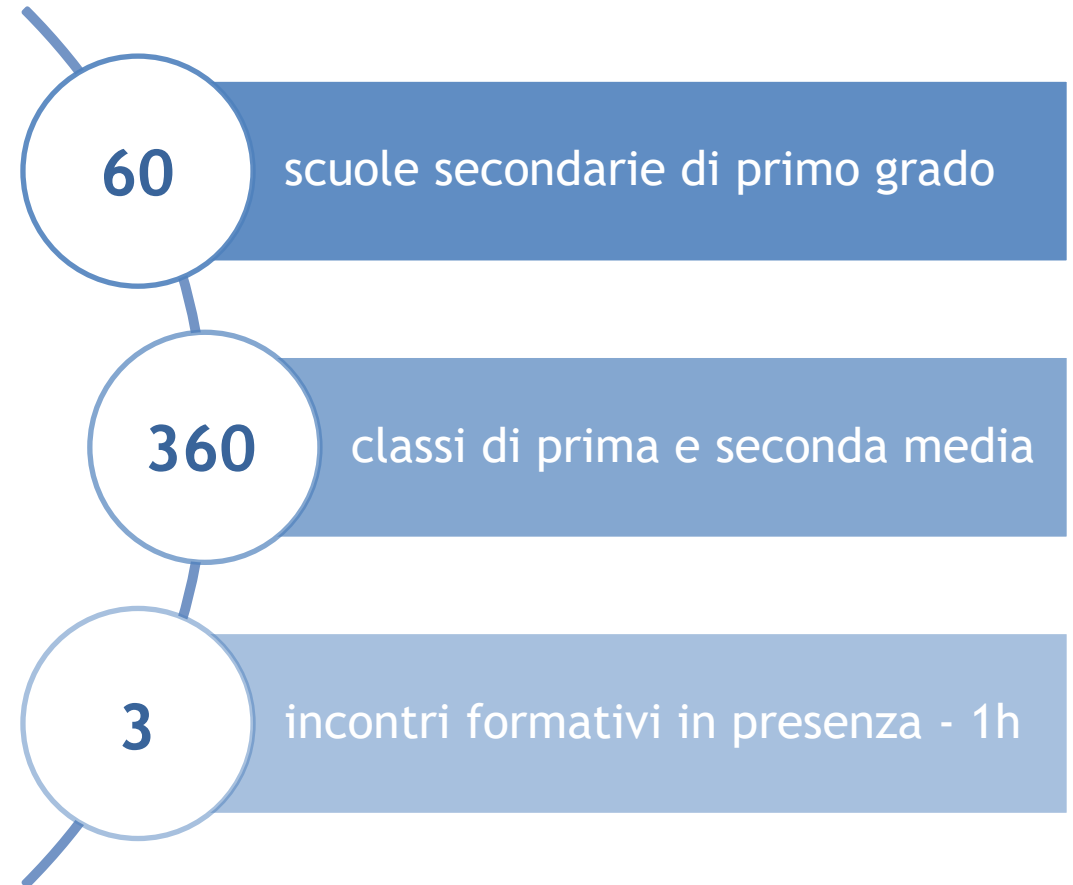 60
scuole secondarie di primo grado
360
classi di prima e seconda media
3
incontri formativi in presenza - 1h